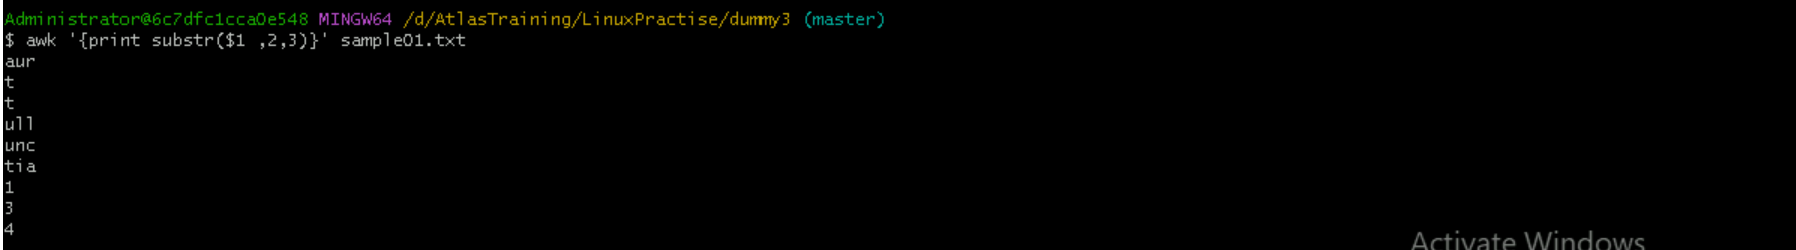 Administrator@6c7dfc1cca0e548 MINGW64 /d/AtlasTraining/LinuxPractise/dummy3 (master)
$ awk '{print substr($1 ,2,3)}' sample01.txt
aur
t
t
ull
unc
tia
1
3
4
Activate Windows